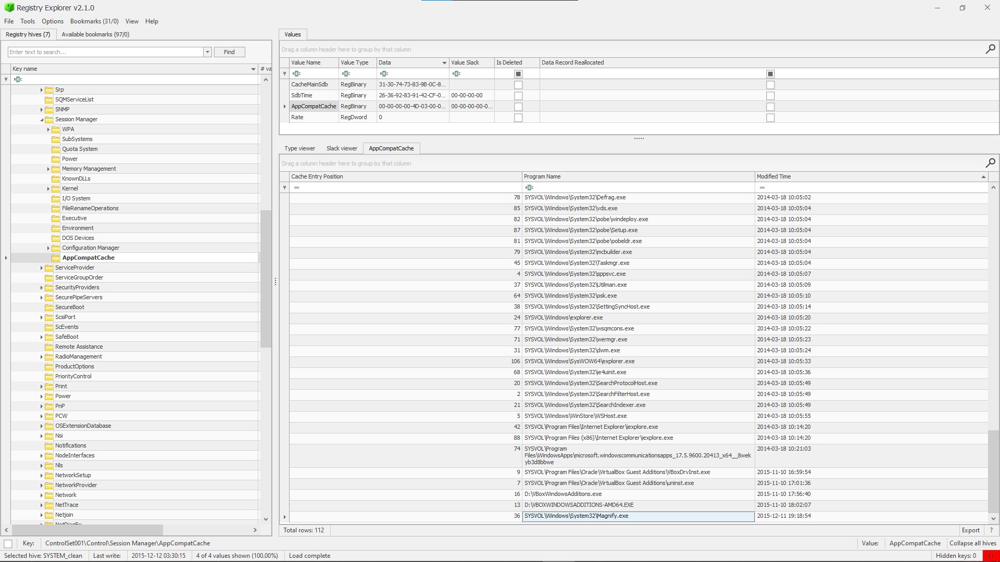 Registry Explorer v2.1.0
File Tools Options Bookmarks (31/0) View Help
Registry hives (7) Available bookmarks (97/0)
Enter text to search... Find
Key name # va
Srp
SQMServiceList
SNMP
Session Manager
WPA
SubSystems
Quota System
Power
Memory Management
KnownDLLs
Kernel
I/O System
FileRenameOperations
Executive
Environment
DOS Devices
Configuration Manager
AppCompatCache
ServiceProvider
ServiceGroupOrder
SecurityProviders
SecurePipeServers
SecureBoot
ScsiPort
ScEvents
SafeBoot
Remote Assistance
RadioManagement
ProductOptions
PriorityControl
Print
Power
PnP
PCW
OSExtensionDatabase
Nsi
Notifications
NodeInterfaces
Nls
NetworkSetup
NetworkProvider
Network
NetTrace
Netjoin
NetDiagFx
Values
Drag a column header here to group by that column
Value Name Value Type Data Value Slack Is Deleted Data Record Reallocated
CacheMainSdb RegBinary 31-30-74-73-83-9B-0C-8...
SdbTime RegBinary 26-36-92-83-91-42-CF-0... 00-00-00-00
AppCompatCache RegBinary 00-00-00-00-4D-03-00-0... 00-00-00-00-0...
Rate RegDword 0
Type viewer Slack viewer AppCompatCache
Drag a column header here to group by that column
Cache Entry Position Program Name Modified Time
= =
78 SYSVOL\Windows\System32\Defrag.exe 2014-03-18 10:05:02
85 SYSVOL\Windows\System32\vds.exe 2014-03-18 10:05:04
82 SYSVOL\Windows\System32\oobe\windeploy.exe 2014-03-18 10:05:04
87 SYSVOL\Windows\System32\oobe\Setup.exe 2014-03-18 10:05:04
81 SYSVOL\Windows\System32\oobe\oobeldr.exe 2014-03-18 10:05:04
79 SYSVOL\Windows\System32\mcbuilder.exe 2014-03-18 10:05:04
45 SYSVOL\Windows\System32\Taskmgr.exe 2014-03-18 10:05:04
4 SYSVOL\Windows\System32\sppsvc.exe 2014-03-18 10:05:07
37 SYSVOL\Windows\System32\Utilman.exe 2014-03-18 10:05:09
64 SYSVOL\Windows\System32\osk.exe 2014-03-18 10:05:10
38 SYSVOL\Windows\System32\SettingSyncHost.exe 2014-03-18 10:05:14
24 SYSVOL\Windows\explorer.exe 2014-03-18 10:05:20
77 SYSVOL\Windows\System32\wsqmcons.exe 2014-03-18 10:05:22
71 SYSVOL\Windows\System32\wermgr.exe 2014-03-18 10:05:23
31 SYSVOL\Windows\System32\dwm.exe 2014-03-18 10:05:24
106 SYSVOL\Windows\SysWOW64\explorer.exe 2014-03-18 10:05:33
68 SYSVOL\Windows\System32\ie4uinit.exe 2014-03-18 10:05:36
20 SYSVOL\Windows\System32\SearchProtocolHost.exe 2014-03-18 10:05:49
2 SYSVOL\Windows\System32\SearchFilterHost.exe 2014-03-18 10:05:49
21 SYSVOL\Windows\System32\SearchIndexer.exe 2014-03-18 10:05:49
5 SYSVOL\Windows\WinStore\WSHost.exe 2014-03-18 10:05:55
42 SYSVOL\Program Files\Internet Explorer\iexplore.exe 2014-03-18 10:14:20
88 SYSVOL\Program Files (x86)\Internet Explorer\iexplore.exe 2014-03-18 10:14:20
74 SYSVOL\Program 2014-03-18 10:21:03
Files\WindowsApps\microsoft.windowscommunicationsapps_17.5.9600.20413_x64__8wek
yb3d8bbwe
9 SYSVOL\Program Files\Oracle\VirtualBox Guest Additions\VBoxDrvInst.exe 2015-11-10 16:59:54
7 SYSVOL\Program Files\Oracle\VirtualBox Guest Additions\uninst.exe 2015-11-10 17:01:36
16 D:\VBoxWindowsAdditions.exe 2015-11-10 17:56:40
13 D:\VBOXWINDOWSADDITIONS-AMD64.EXE 2015-11-10 18:02:07
36 SYSVOL\Windows\System32\Magnify.exe 2015-12-11 19:18:54
Total rows: 112 Export ?
Key: ControlSet001\Control\Session Manager\AppCompatCache Value: AppCompatCache Collapse all hives
Selected hive: SYSTEM_clean Last write: 2015-12-12 03:30:15 4 of 4 values shown (100.00%) Load complete Hidden keys: 0 41